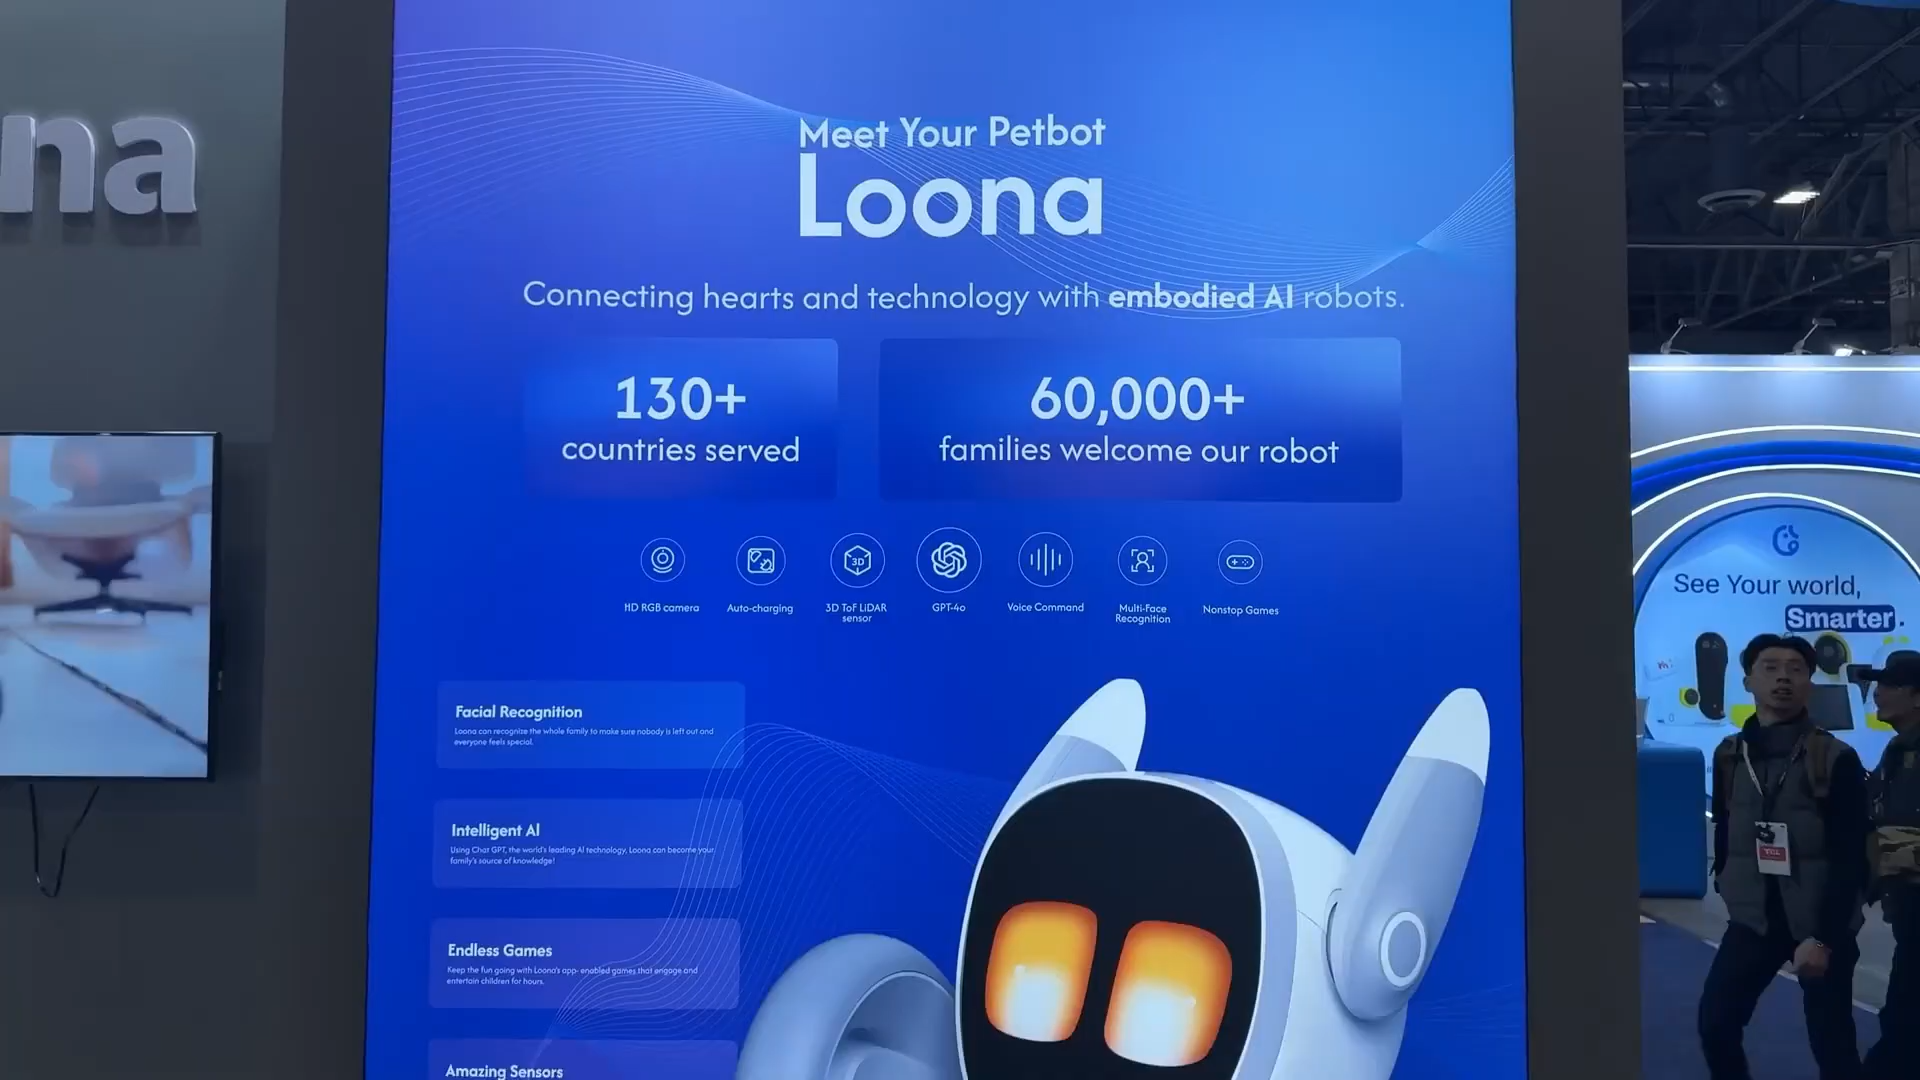 na
Meet Your Petbot
Loona
Connecting hearts and technology with embodied AI robots.
130+
countries served
60,000+
families welcome our robot
3D
HD RGB camera
Auto-charging
3D ToF LiDAR
sensor
GPT-4o
Voice Command
Multi-Face
Recognition
Nonstop Games
Facial Recognition
Loona can recognize the whole family to make sure nobody is left out and
everyone feels special.
Intelligent AI
Using Chat GPT, the world's leading AI technology, Loona can become your
family's source of knowledge!
Endless Games
Keep the fun going with Loona's app- enabled games that engage and
entertain children for hours.
Amazing Sensors
See Your world,
Smarter.
TCL